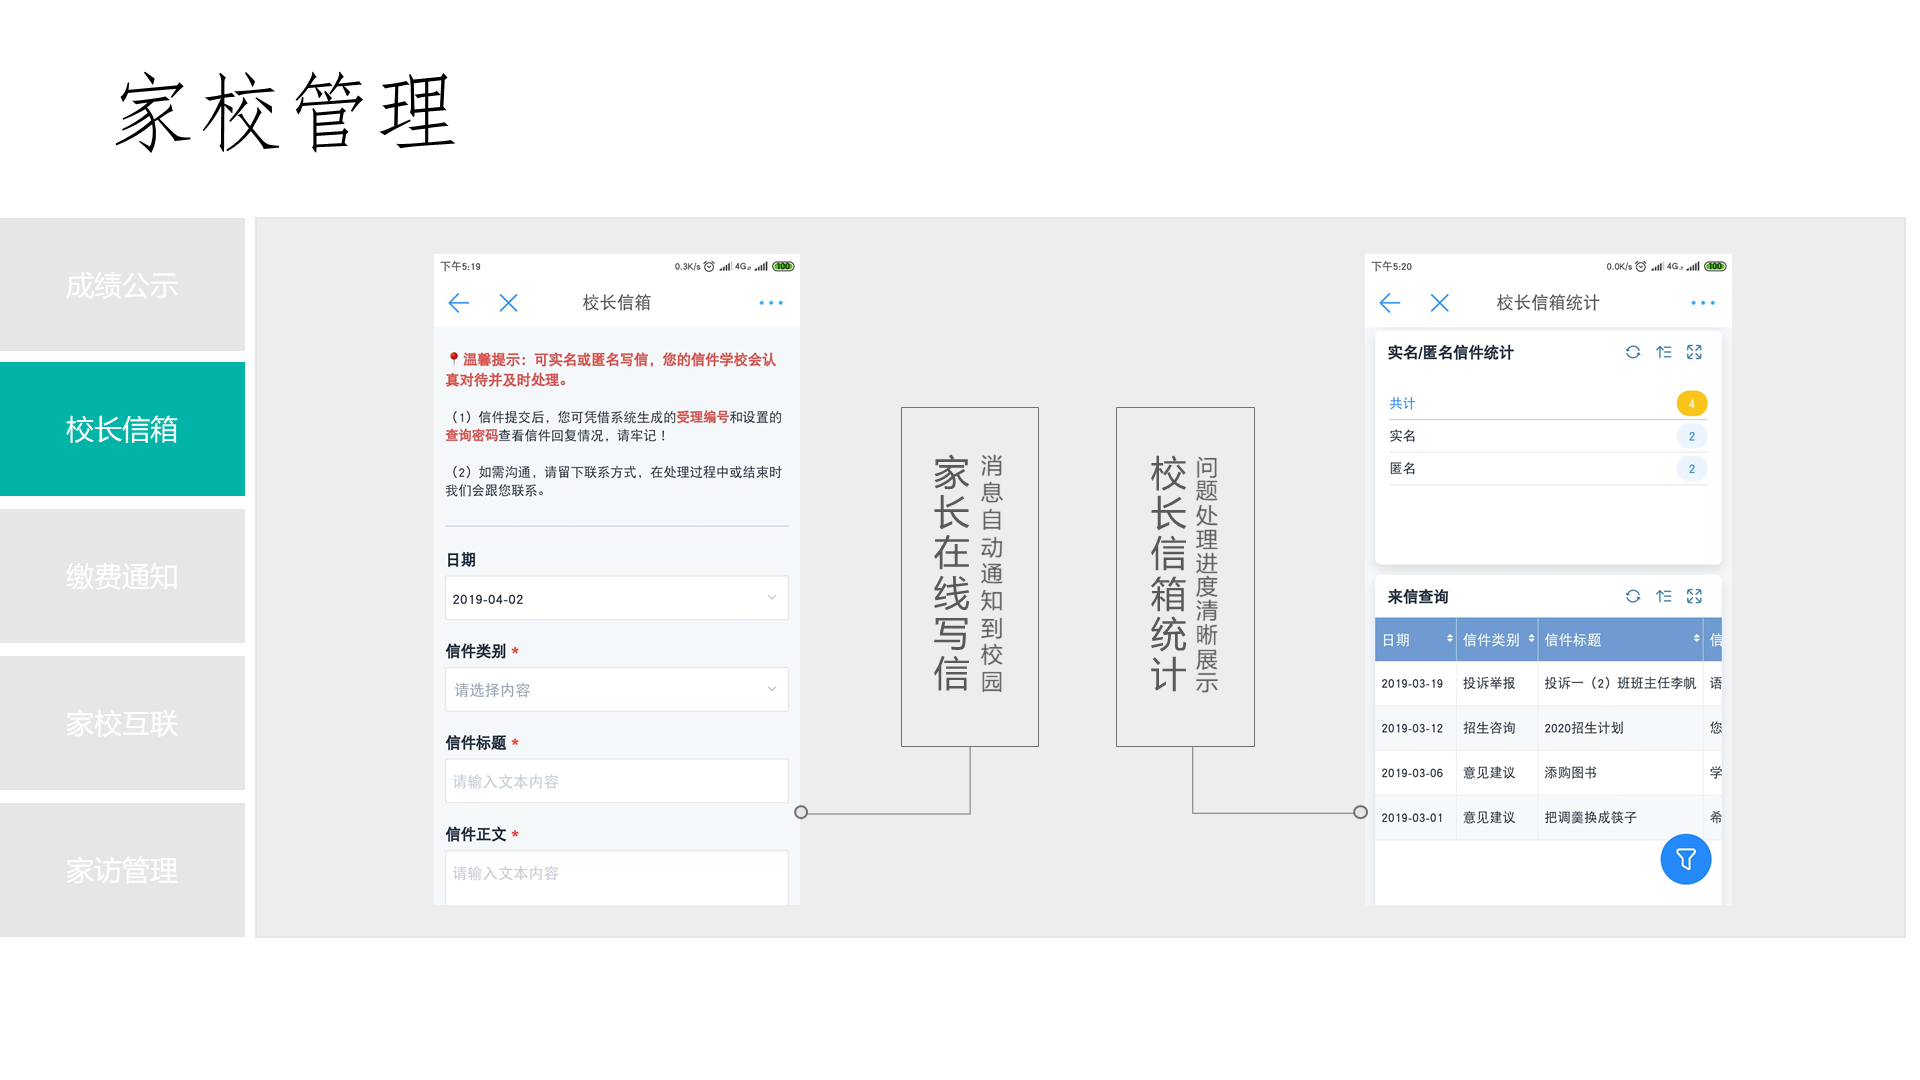 家校管理
成绩公示
校长信箱
缴费通知
家校互联
家访管理
下午5:19
0.3K/s
4G
100
校长信箱
温馨提示：可实名或匿名写信，您的信件学校会认
真对待并及时处理。
（1）信件提交后，您可凭借系统生成的受理编号和设置的
查询密码查看信件回复情况，请牢记！
（2）如需沟通，请留下联系方式，在处理过程中或结束时
我们会跟您联系。
日期
2019-04-02
信件类别 *
请选择内容
信件标题 *
请输入文本内容
信件正文 *
请输入文本内容
家长在线写信
消息自动通知到校园
校长信箱统计
问题处理进度清晰展示
下午5:20
0.0K/s
4G
100
校长信箱统计
实名/匿名信件统计
共计 4
实名 2
匿名 2
来信查询
日期 信件类别 信件标题 信
2019-03-19 投诉举报 投诉一（2）班班主任李帆 语
2019-03-12 招生咨询 2020招生计划 您
2019-03-06 意见建议 添购图书 学
2019-03-01 意见建议 把调羹换成筷子 希